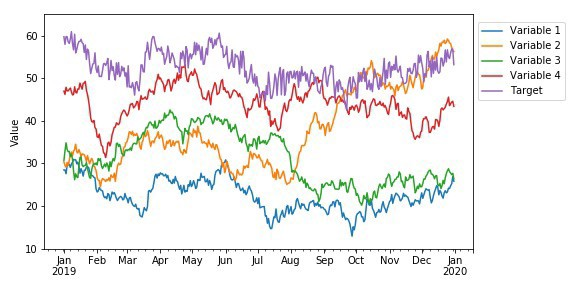 60
50
40
30
20
10
Value
Jan Feb Mar Apr May Jun Jul Aug Sep Oct Nov Dec Jan
2019 2020
Variable 1
Variable 2
Variable 3
Variable 4
Target